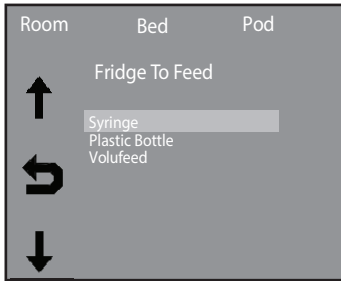 Room Bed Pod
Fridge To Feed
Syringe
Plastic Bottle
Volufeed